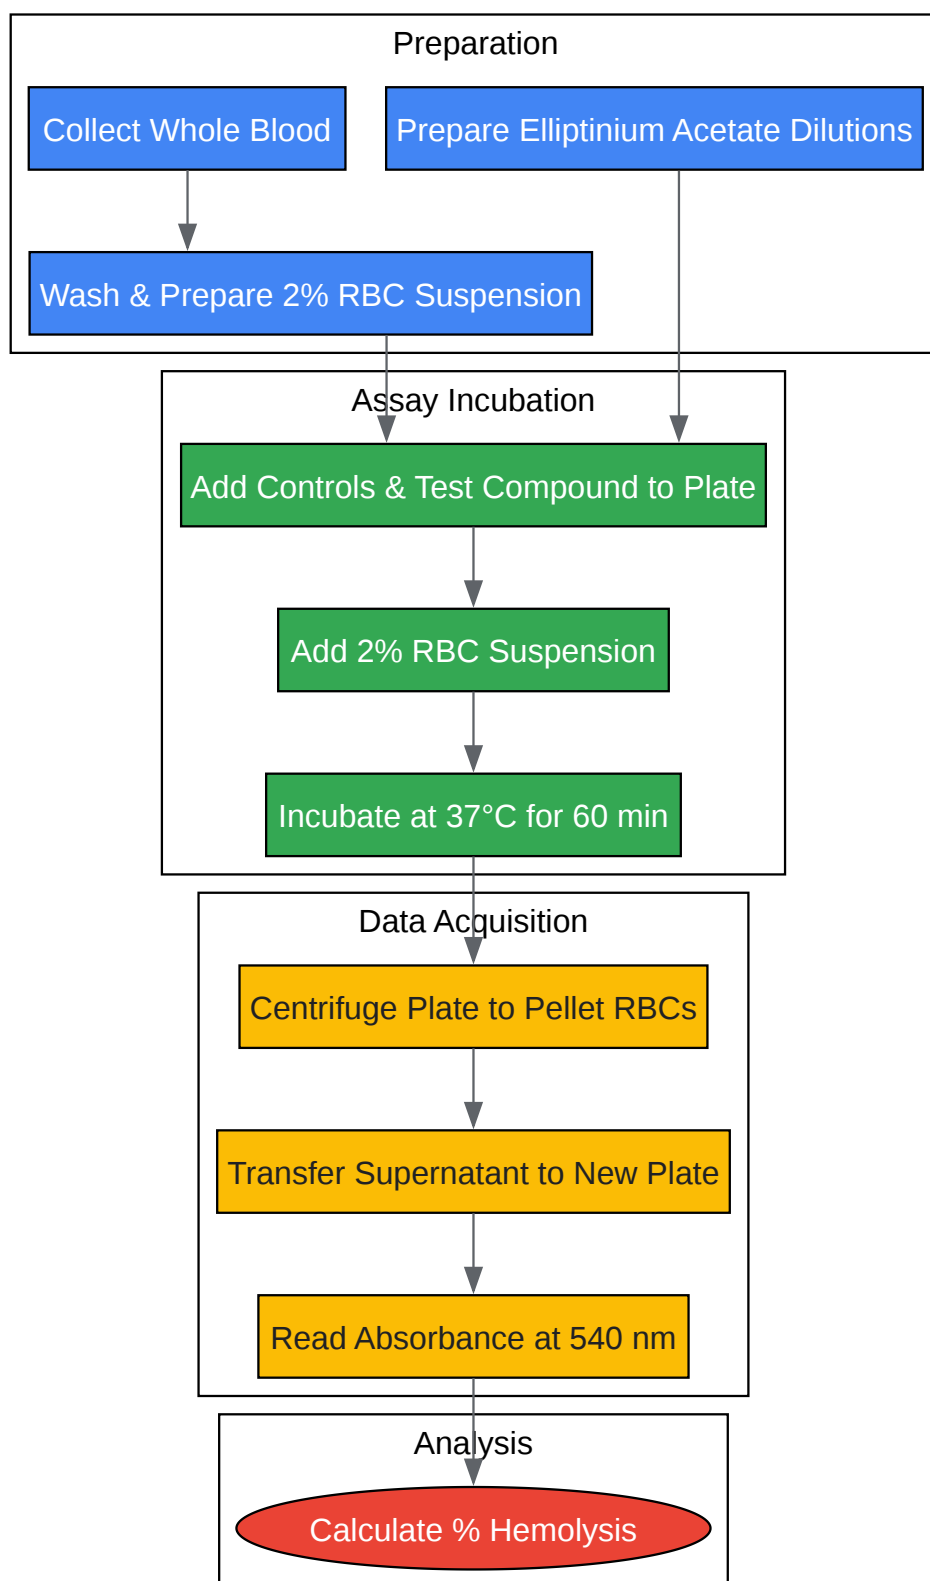 Preparation
Collect Whole Blood
Prepare Elliptinium Acetate Dilutions
Wash & Prepare 2% RBC Suspension
Assay Incubation
Add Controls & Test Compound to Plate
Add 2% RBC Suspension
Incubate at 37°C for 60 min
Data Acquisition
Centrifuge Plate to Pellet RBCs
Transfer Supernatant to New Plate
Read Absorbance at 540 nm
Analysis
Calculate % Hemolysis